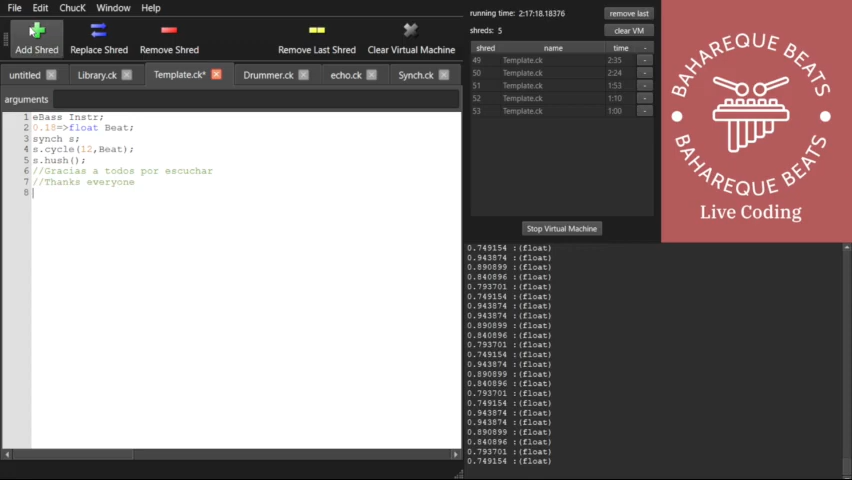 File Edit ChucK Window Help
Add Shred Replace Shred Remove Shred Remove Last Shred Clear Virtual Machine
untitled Library.ck Template.ck* Drummer.ck echo.ck Synch.ck
arguments
1 eBass Instr;
2 0.18=>float Beat;
3 synch s;
4 s.cycle(12,Beat);
5 s.hush();
6 //Gracias a todos por escuchar
7 //Thanks everyone
8
running time: 2:17:18.18376 remove last
shreds: 5 clear VM
shred name time -
49 Template.ck 2:35 -
50 Template.ck 2:24 -
51 Template.ck 1:53 -
52 Template.ck 1:10 -
53 Template.ck 1:00 -
Stop Virtual Machine
0.749154 :(float)
0.943874 :(float)
0.890899 :(float)
0.840896 :(float)
0.793701 :(float)
0.749154 :(float)
0.943874 :(float)
0.943874 :(float)
0.890899 :(float)
0.840896 :(float)
0.793701 :(float)
0.749154 :(float)
0.943874 :(float)
0.890899 :(float)
0.840896 :(float)
0.793701 :(float)
0.749154 :(float)
0.943874 :(float)
0.943874 :(float)
0.890899 :(float)
0.840896 :(float)
0.793701 :(float)
0.749154 :(float)
BAHAREQUE BEATS
BAHAREQUE BEATS
Live Coding